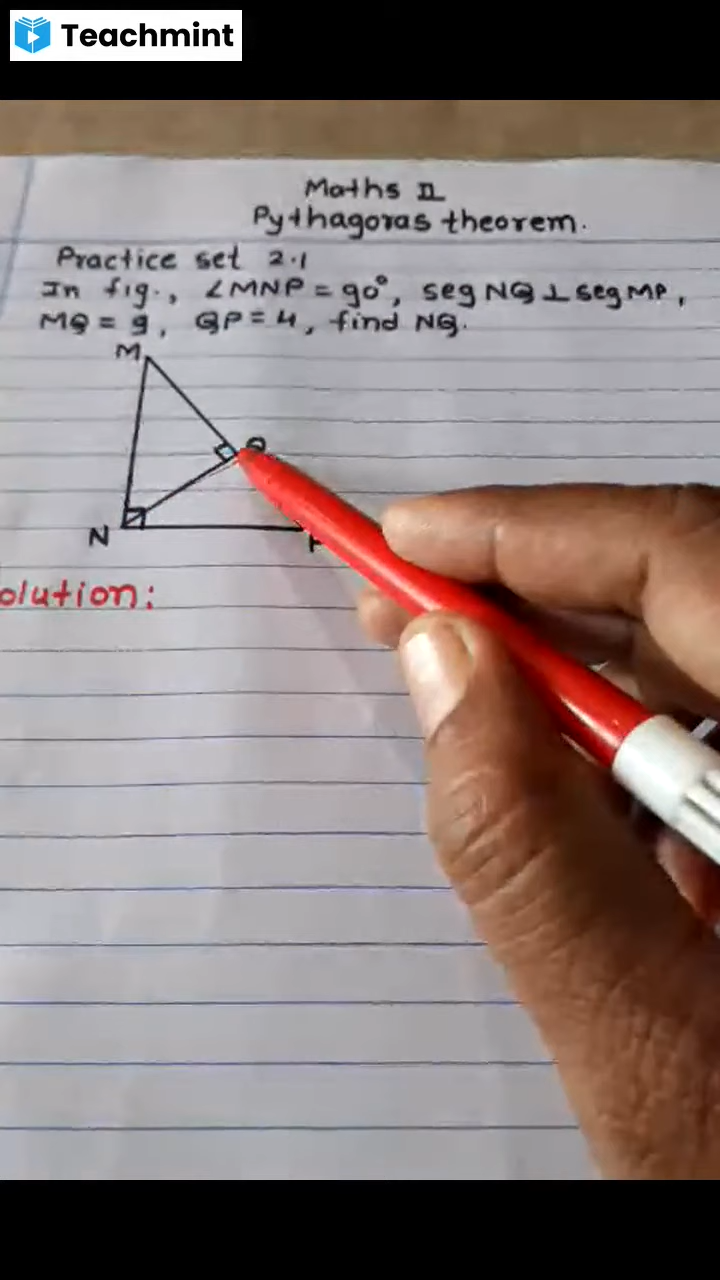 Teachmint
Maths II
Pythagoras theorem.
Practice set 2.1
In fig., ∠MNP = 90°, seg NQ ⊥ seg MP,
MQ = 9, QP = 4, find NQ.
M
Q
N
P
olution: